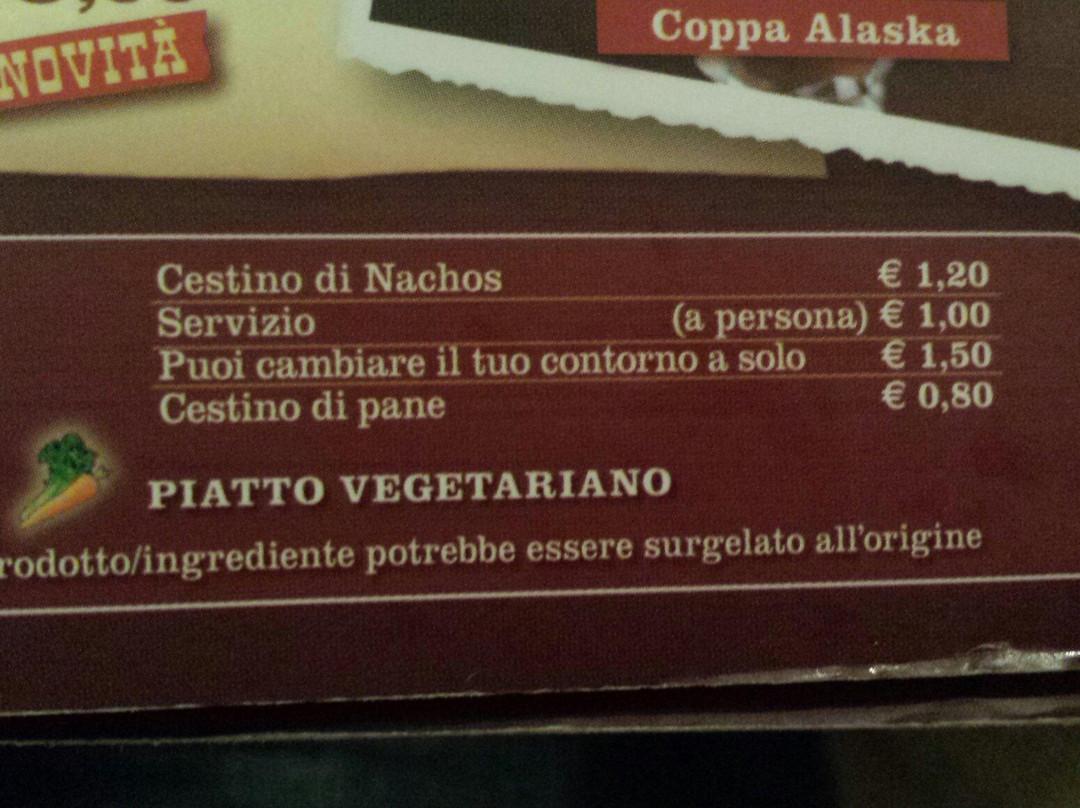 NOVITÀ
Coppa Alaska
Cestino di Nachos € 1,20
Servizio (a persona) € 1,00
Puoi cambiare il tuo contorno a solo € 1,50
Cestino di pane € 0,80
PIATTO VEGETARIANO
rodotto/ingrediente potrebbe essere surgelato all'origine